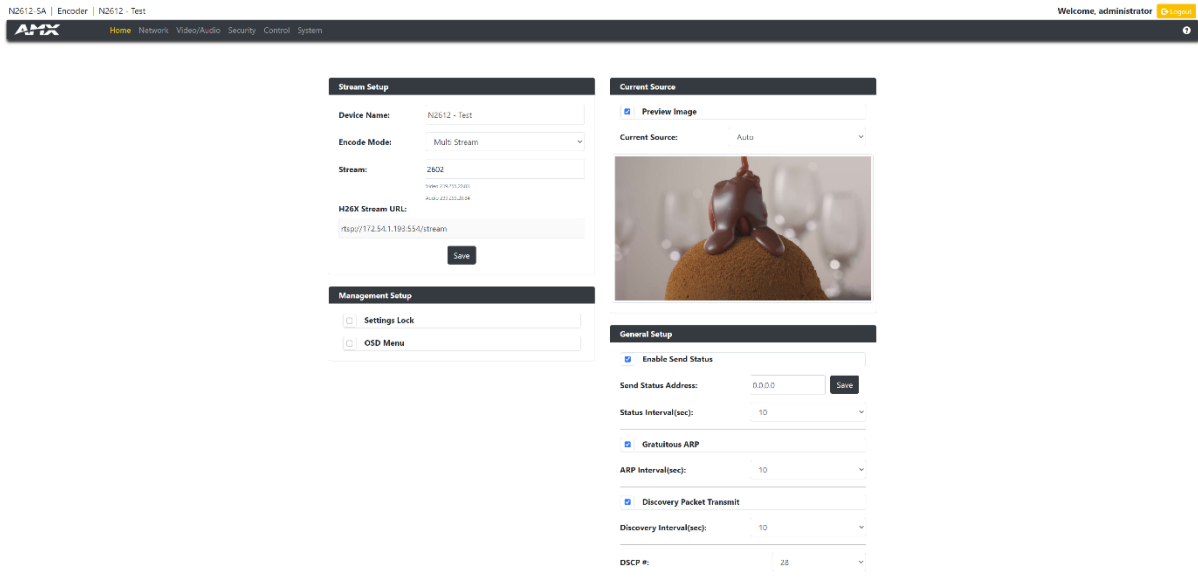 N2612-SA | Encoder | N2612 - Test
Welcome, administrator Logout
AMX Home Network Video/Audio Security Control System
Stream Setup
Device Name: N2612 - Test
Encode Mode: Multi Stream
Stream: 2602
H26X Stream URL:
rtsp://172.54.1.193:554/stream
Save
Management Setup
Settings Lock
OSD Menu
Current Source
Preview Image
Current Source: Auto
General Setup
Enable Send Status
Send Status Address: 0.0.0.0 Save
Status Interval(sec): 10
Gratuitous ARP
ARP Interval(sec): 10
Discovery Packet Transmit
Discovery Interval(sec): 10
DSCP #: 28